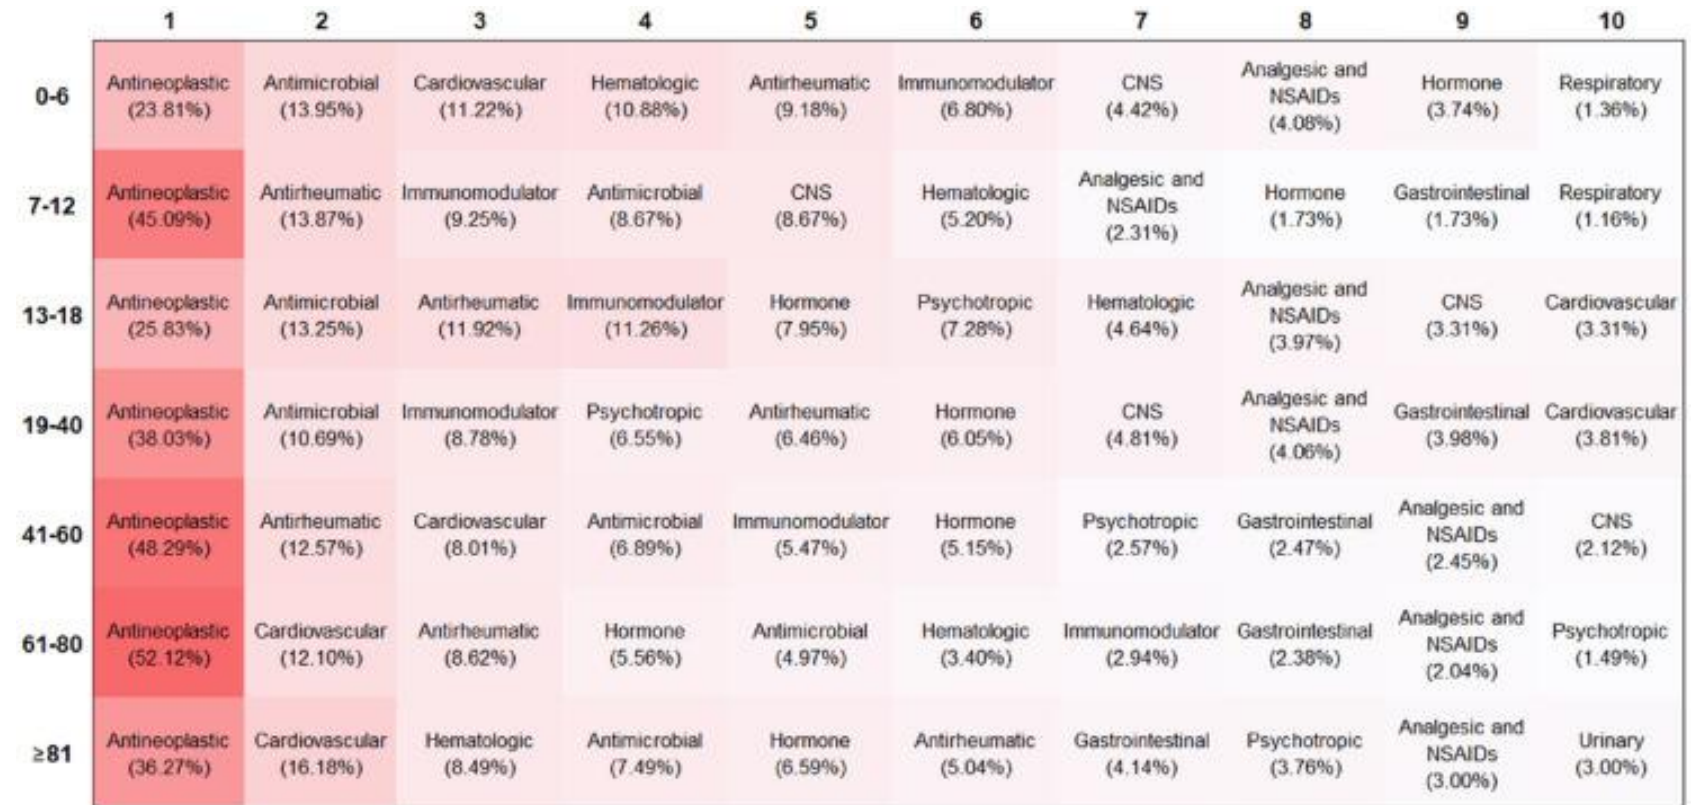 1 2 3 4 5 6 7 8 9 10
0-6 Antineoplastic (23.81%) Antimicrobial (13.95%) Cardiovascular (11.22%) Hematologic (10.88%) Antirheumatic (9.18%) Immunomodulator (6.80%) CNS (4.42%) Analgesic and NSAIDs (4.08%) Hormone (3.74%) Respiratory (1.36%)
7-12 Antineoplastic (45.09%) Antirheumatic (13.87%) Immunomodulator (9.25%) Antimicrobial (8.67%) CNS (8.67%) Hematologic (5.20%) Analgesic and NSAIDs (2.31%) Hormone (1.73%) Gastrointestinal (1.73%) Respiratory (1.16%)
13-18 Antineoplastic (25.83%) Antimicrobial (13.25%) Antirheumatic (11.92%) Immunomodulator (11.26%) Hormone (7.95%) Psychotropic (7.28%) Hematologic (4.64%) Analgesic and NSAIDs (3.97%) CNS (3.31%) Cardiovascular (3.31%)
19-40 Antineoplastic (38.03%) Antimicrobial (10.69%) Immunomodulator (8.78%) Psychotropic (6.55%) Antirheumatic (6.46%) Hormone (6.05%) CNS (4.81%) Analgesic and NSAIDs (4.06%) Gastrointestinal (3.98%) Cardiovascular (3.81%)
41-60 Antineoplastic (48.29%) Antirheumatic (12.57%) Cardiovascular (8.01%) Antimicrobial (6.89%) Immunomodulator (5.47%) Hormone (5.15%) Psychotropic (2.57%) Gastrointestinal (2.47%) Analgesic and NSAIDs (2.45%) CNS (2.12%)
61-80 Antineoplastic (52.12%) Cardiovascular (12.10%) Antirheumatic (8.62%) Hormone (5.56%) Antimicrobial (4.97%) Hematologic (3.40%) Immunomodulator (2.94%) Gastrointestinal (2.38%) Analgesic and NSAIDs (2.04%) Psychotropic (1.49%)
≥81 Antineoplastic (36.27%) Cardiovascular (16.18%) Hematologic (8.49%) Antimicrobial (7.49%) Hormone (6.59%) Antirheumatic (5.04%) Gastrointestinal (4.14%) Psychotropic (3.76%) Analgesic and NSAIDs (3.00%) Urinary (3.00%)